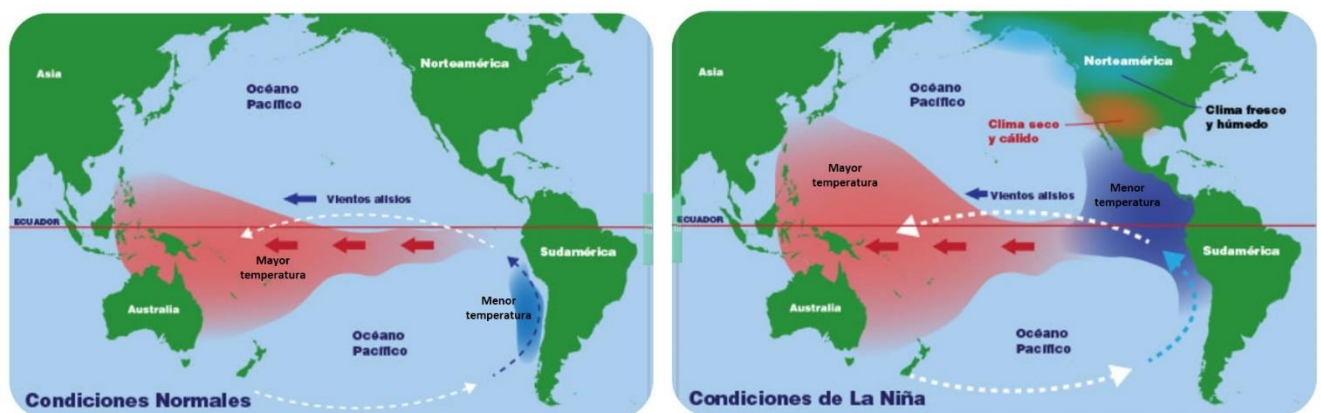 Asia
Norteamérica
Océano
Pacífico
Vientos alisios
ECUADOR
Mayor
temperatura
Sudamérica
Menor
temperatura
Australia
Océano
Pacífico
Condiciones Normales
Asia
Norteamérica
Océano
Pacífico
Clima fresco
y húmedo
Clima seco
y cálido
Mayor
temperatura
Menor
temperatura
Vientos alisios
ECUADOR
Sudamérica
Australia
Océano
Pacífico
Condiciones de La Niña